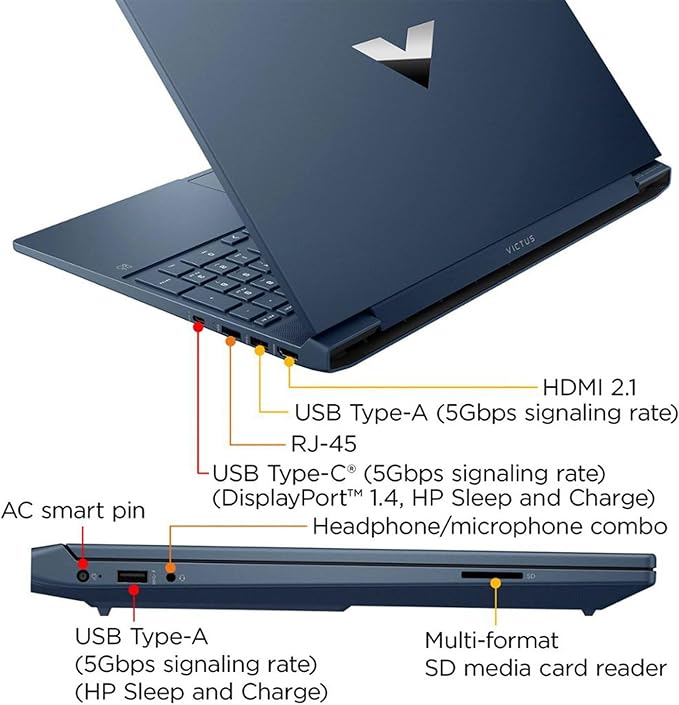 VICTUS
HDMI 2.1
USB Type-A (5Gbps signaling rate)
RJ-45
USB Type-C® (5Gbps signaling rate)
(DisplayPort™ 1.4, HP Sleep and Charge)
AC smart pin
Headphone/microphone combo
SD
USB Type-A
(5Gbps signaling rate)
(HP Sleep and Charge)
Multi-format
SD media card reader